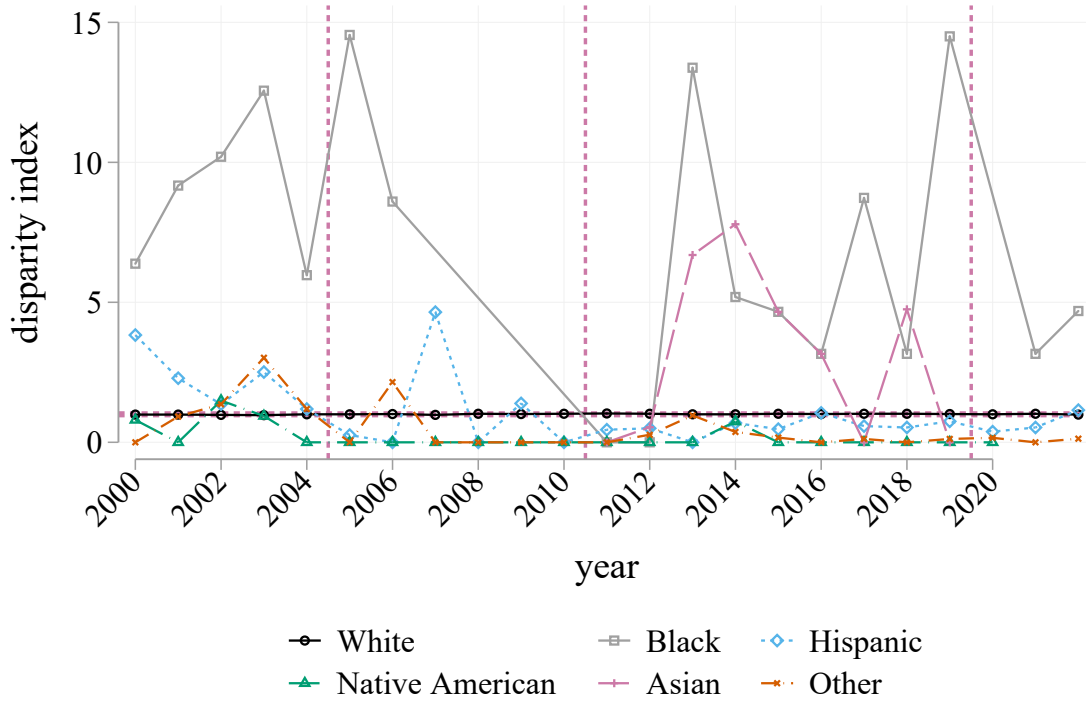 15
10
5
0
disparity index
2000 2002 2004 2006 2008 2010 2012 2014 2016 2018 2020
year
White Black Hispanic
Native American Asian Other